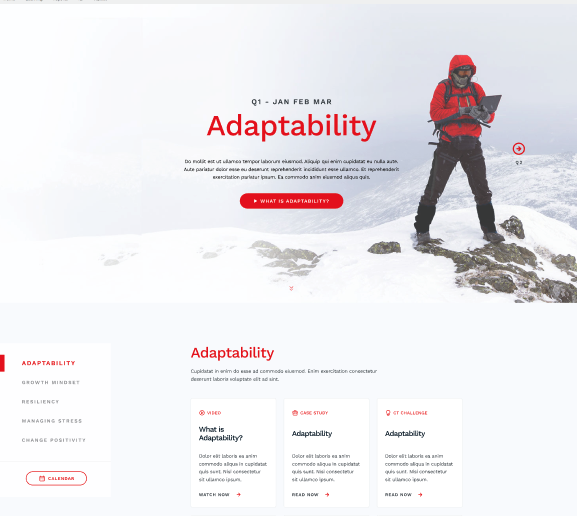 Q1 - JAN FEB MAR
Adaptability
Do mollit est ut ullamco tempor laborum eiusmod. Aliquip qui enim cupidatat eu nulla aute.
Aute pariatur dolor esse eu deserunt reprehenderit incididunt esse ullamco. Et reprehenderit
exercitation pariatur ipsum. Ea commodo anim eiusmod aliqua quis.
WHAT IS ADAPTABILITY?
Q2
Adaptability
Cupidatat in enim do esse ad commodo eiusmod. Enim exercitation consectetur
deserunt laboris voluptate elit ad sint.
ADAPTABILITY
GROWTH MINDSET
RESILIENCY
MANAGING STRESS
CHANGE POSITIVITY
CALENDAR
VIDEO
What is
Adaptability?
Dolor elit laboris ea anim
commodo aliqua in cupidatat
quis sunt. Nisi consectetur
sit ullamco ipsum.
WATCH NOW
CASE STUDY
Adaptability
Dolor elit laboris ea anim
commodo aliqua in cupidatat
quis sunt. Nisi consectetur
sit ullamco ipsum.
READ NOW
CT CHALLENGE
Adaptability
Dolor elit laboris ea anim
commodo aliqua in cupidatat
quis sunt. Nisi consectetur
sit ullamco ipsum.
READ NOW